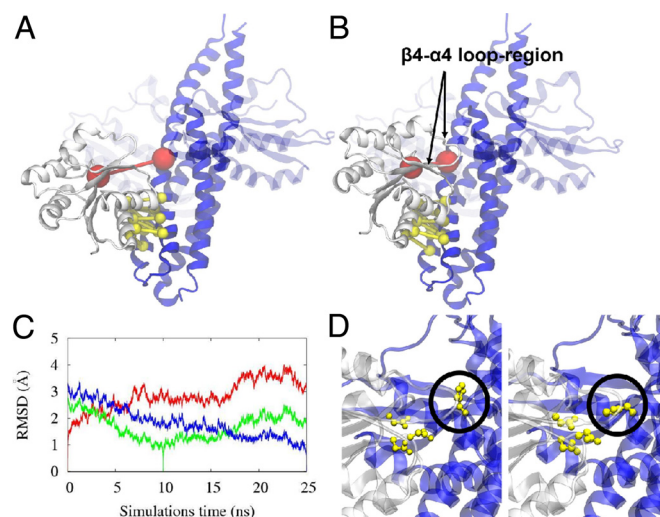 A
B
β4-α4 loop-region
C
D
RMSD (Å)
5
4
3
2
1
0
0 5 10 15 20 25
Simulations time (ns)